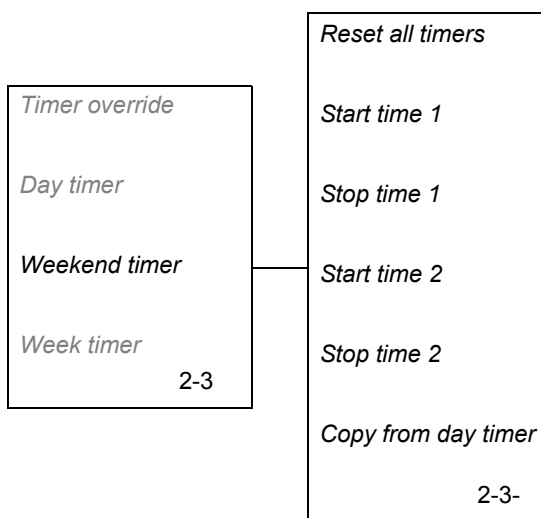 Timer override
Day timer
Weekend timer
Week timer
2-3
Reset all timers
Start time 1
Stop time 1
Start time 2
Stop time 2
Copy from day timer
2-3-